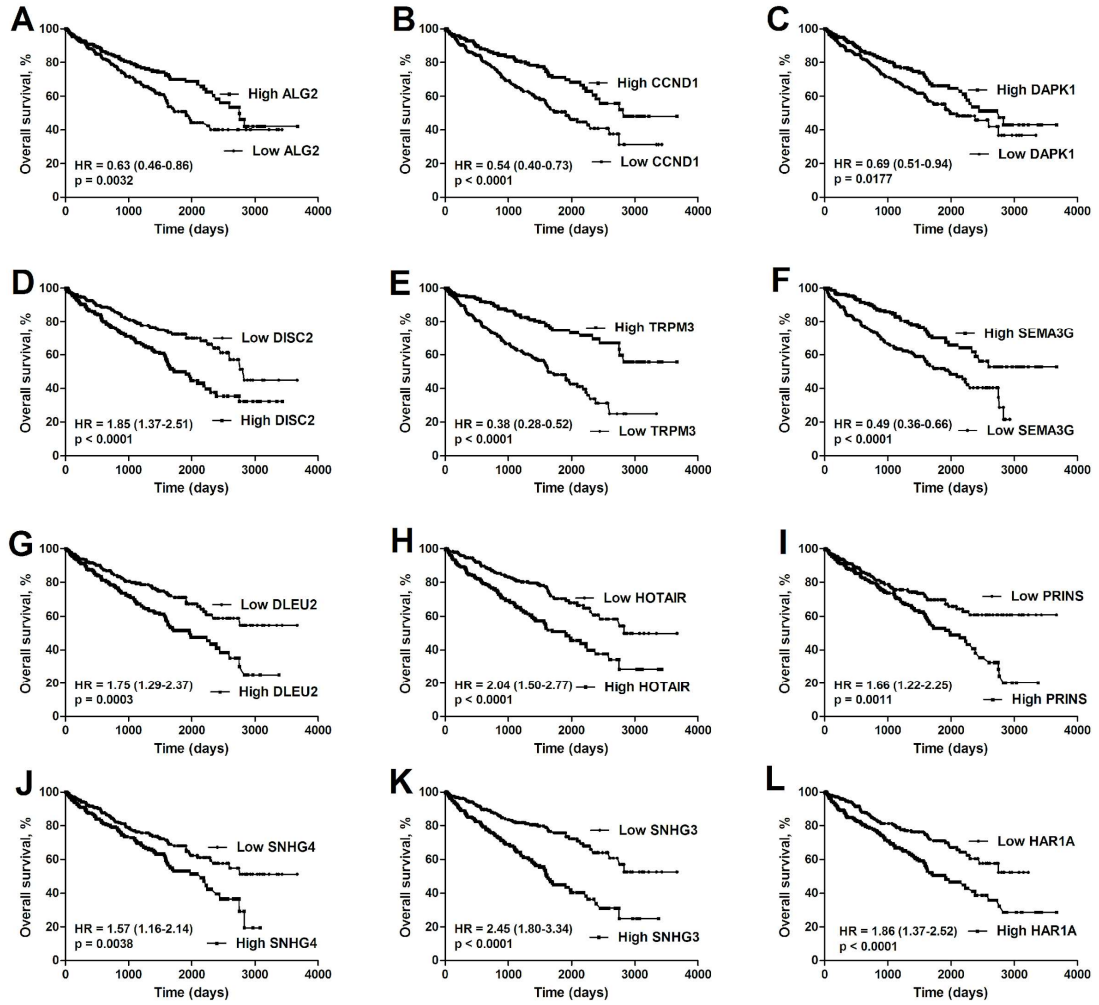 A
Overall survival, %
100
80
60
40
20
0
High ALG2
Low ALG2
HR = 0.63 (0.46-0.86)
p = 0.0032
0 1000 2000 3000 4000
Time (days)
B
Overall survival, %
100
80
60
40
20
0
High CCND1
Low CCND1
HR = 0.54 (0.40-0.73)
p < 0.0001
0 1000 2000 3000 4000
Time (days)
C
Overall survival, %
100
80
60
40
20
0
High DAPK1
Low DAPK1
HR = 0.69 (0.51-0.94)
p = 0.0177
0 1000 2000 3000 4000
Time (days)
D
Overall survival, %
100
80
60
40
20
0
Low DISC2
High DISC2
HR = 1.85 (1.37-2.51)
p < 0.0001
0 1000 2000 3000 4000
Time (days)
E
Overall survival, %
100
80
60
40
20
0
High TRPM3
HR = 0.38 (0.28-0.52)
Low TRPM3
p < 0.0001
0 1000 2000 3000 4000
Time (days)
F
Overall survival, %
100
80
60
40
20
0
High SEMA3G
HR = 0.49 (0.36-0.66)
Low SEMA3G
p < 0.0001
0 1000 2000 3000 4000
Time (days)
G
Overall survival, %
100
80
60
40
20
0
Low DLEU2
HR = 1.75 (1.29-2.37)
High DLEU2
p = 0.0003
0 1000 2000 3000 4000
Time (days)
H
Overall survival, %
100
80
60
40
20
0
Low HOTAIR
HR = 2.04 (1.50-2.77)
High HOTAIR
p < 0.0001
0 1000 2000 3000 4000
Time (days)
I
Overall survival, %
100
80
60
40
20
0
Low PRINS
HR = 1.66 (1.22-2.25)
p = 0.0011
High PRINS
0 1000 2000 3000 4000
Time (days)
J
Overall survival, %
100
80
60
40
20
0
Low SNHG4
HR = 1.57 (1.16-2.14)
High SNHG4
p = 0.0038
0 1000 2000 3000 4000
Time (days)
K
Overall survival, %
100
80
60
40
20
0
Low SNHG3
HR = 2.45 (1.80-3.34)
High SNHG3
p < 0.0001
0 1000 2000 3000 4000
Time (days)
L
Overall survival, %
100
80
60
40
20
0
Low HAR1A
HR = 1.86 (1.37-2.52)
High HAR1A
p < 0.0001
0 1000 2000 3000 4000
Time (days)